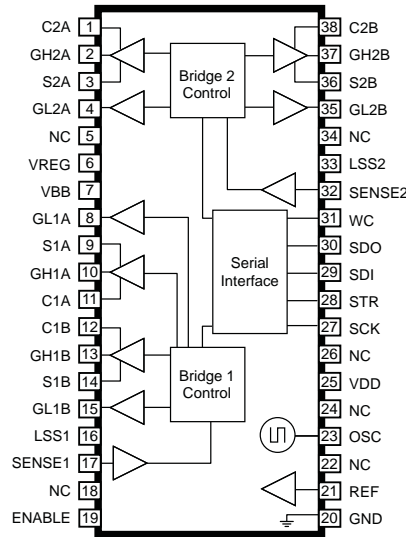 C2A 1
GH2A 2
S2A 3
GL2A 4
NC 5
VREG 6
VBB 7
GL1A 8
S1A 9
GH1A 10
C1A 11
C1B 12
GH1B 13
S1B 14
GL1B 15
LSS1 16
SENSE1 17
NC 18
ENABLE 19
Bridge 2
Control
Serial
Interface
Bridge 1
Control
38 C2B
37 GH2B
36 S2B
35 GL2B
34 NC
33 LSS2
32 SENSE2
31 WC
30 SDO
29 SDI
28 STR
27 SCK
26 NC
25 VDD
24 NC
23 OSC
22 NC
21 REF
20 GND